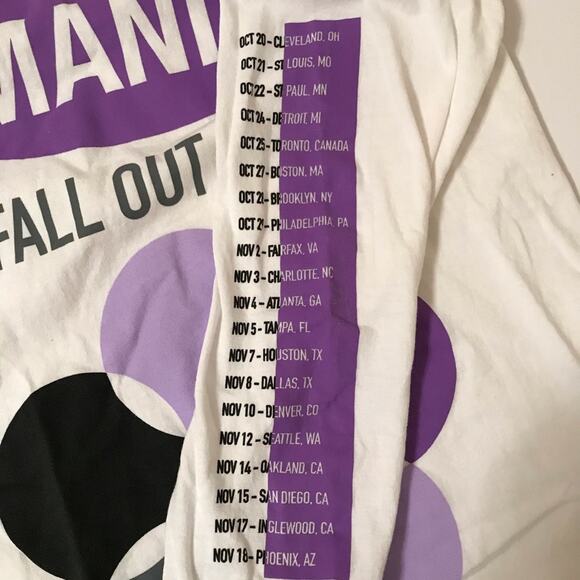 MANI
FALL OUT
OCT 20 - CLEVELAND, OH
OCT 21 - ST LOUIS, MO
OCT 22 - ST PAUL, MN
OCT 24 - DETROIT, MI
OCT 25 - TORONTO, CANADA
OCT 27 - BOSTON, MA
OCT 28 - BROOKLYN, NY
OCT 29 - PHILADELPHIA, PA
NOV 2 - FAIRFAX, VA
NOV 3 - CHARLOTTE, NC
NOV 4 - ATLANTA, GA
NOV 5 - TAMPA, FL
NOV 7 - HOUSTON, TX
NOV 8 - DALLAS, TX
NOV 10 - DENVER, CO
NOV 12 - SEATTLE, WA
NOV 14 - OAKLAND, CA
NOV 15 - SAN DIEGO, CA
NOV 17 - INGLEWOOD, CA
NOV 18 - PHOENIX, AZ